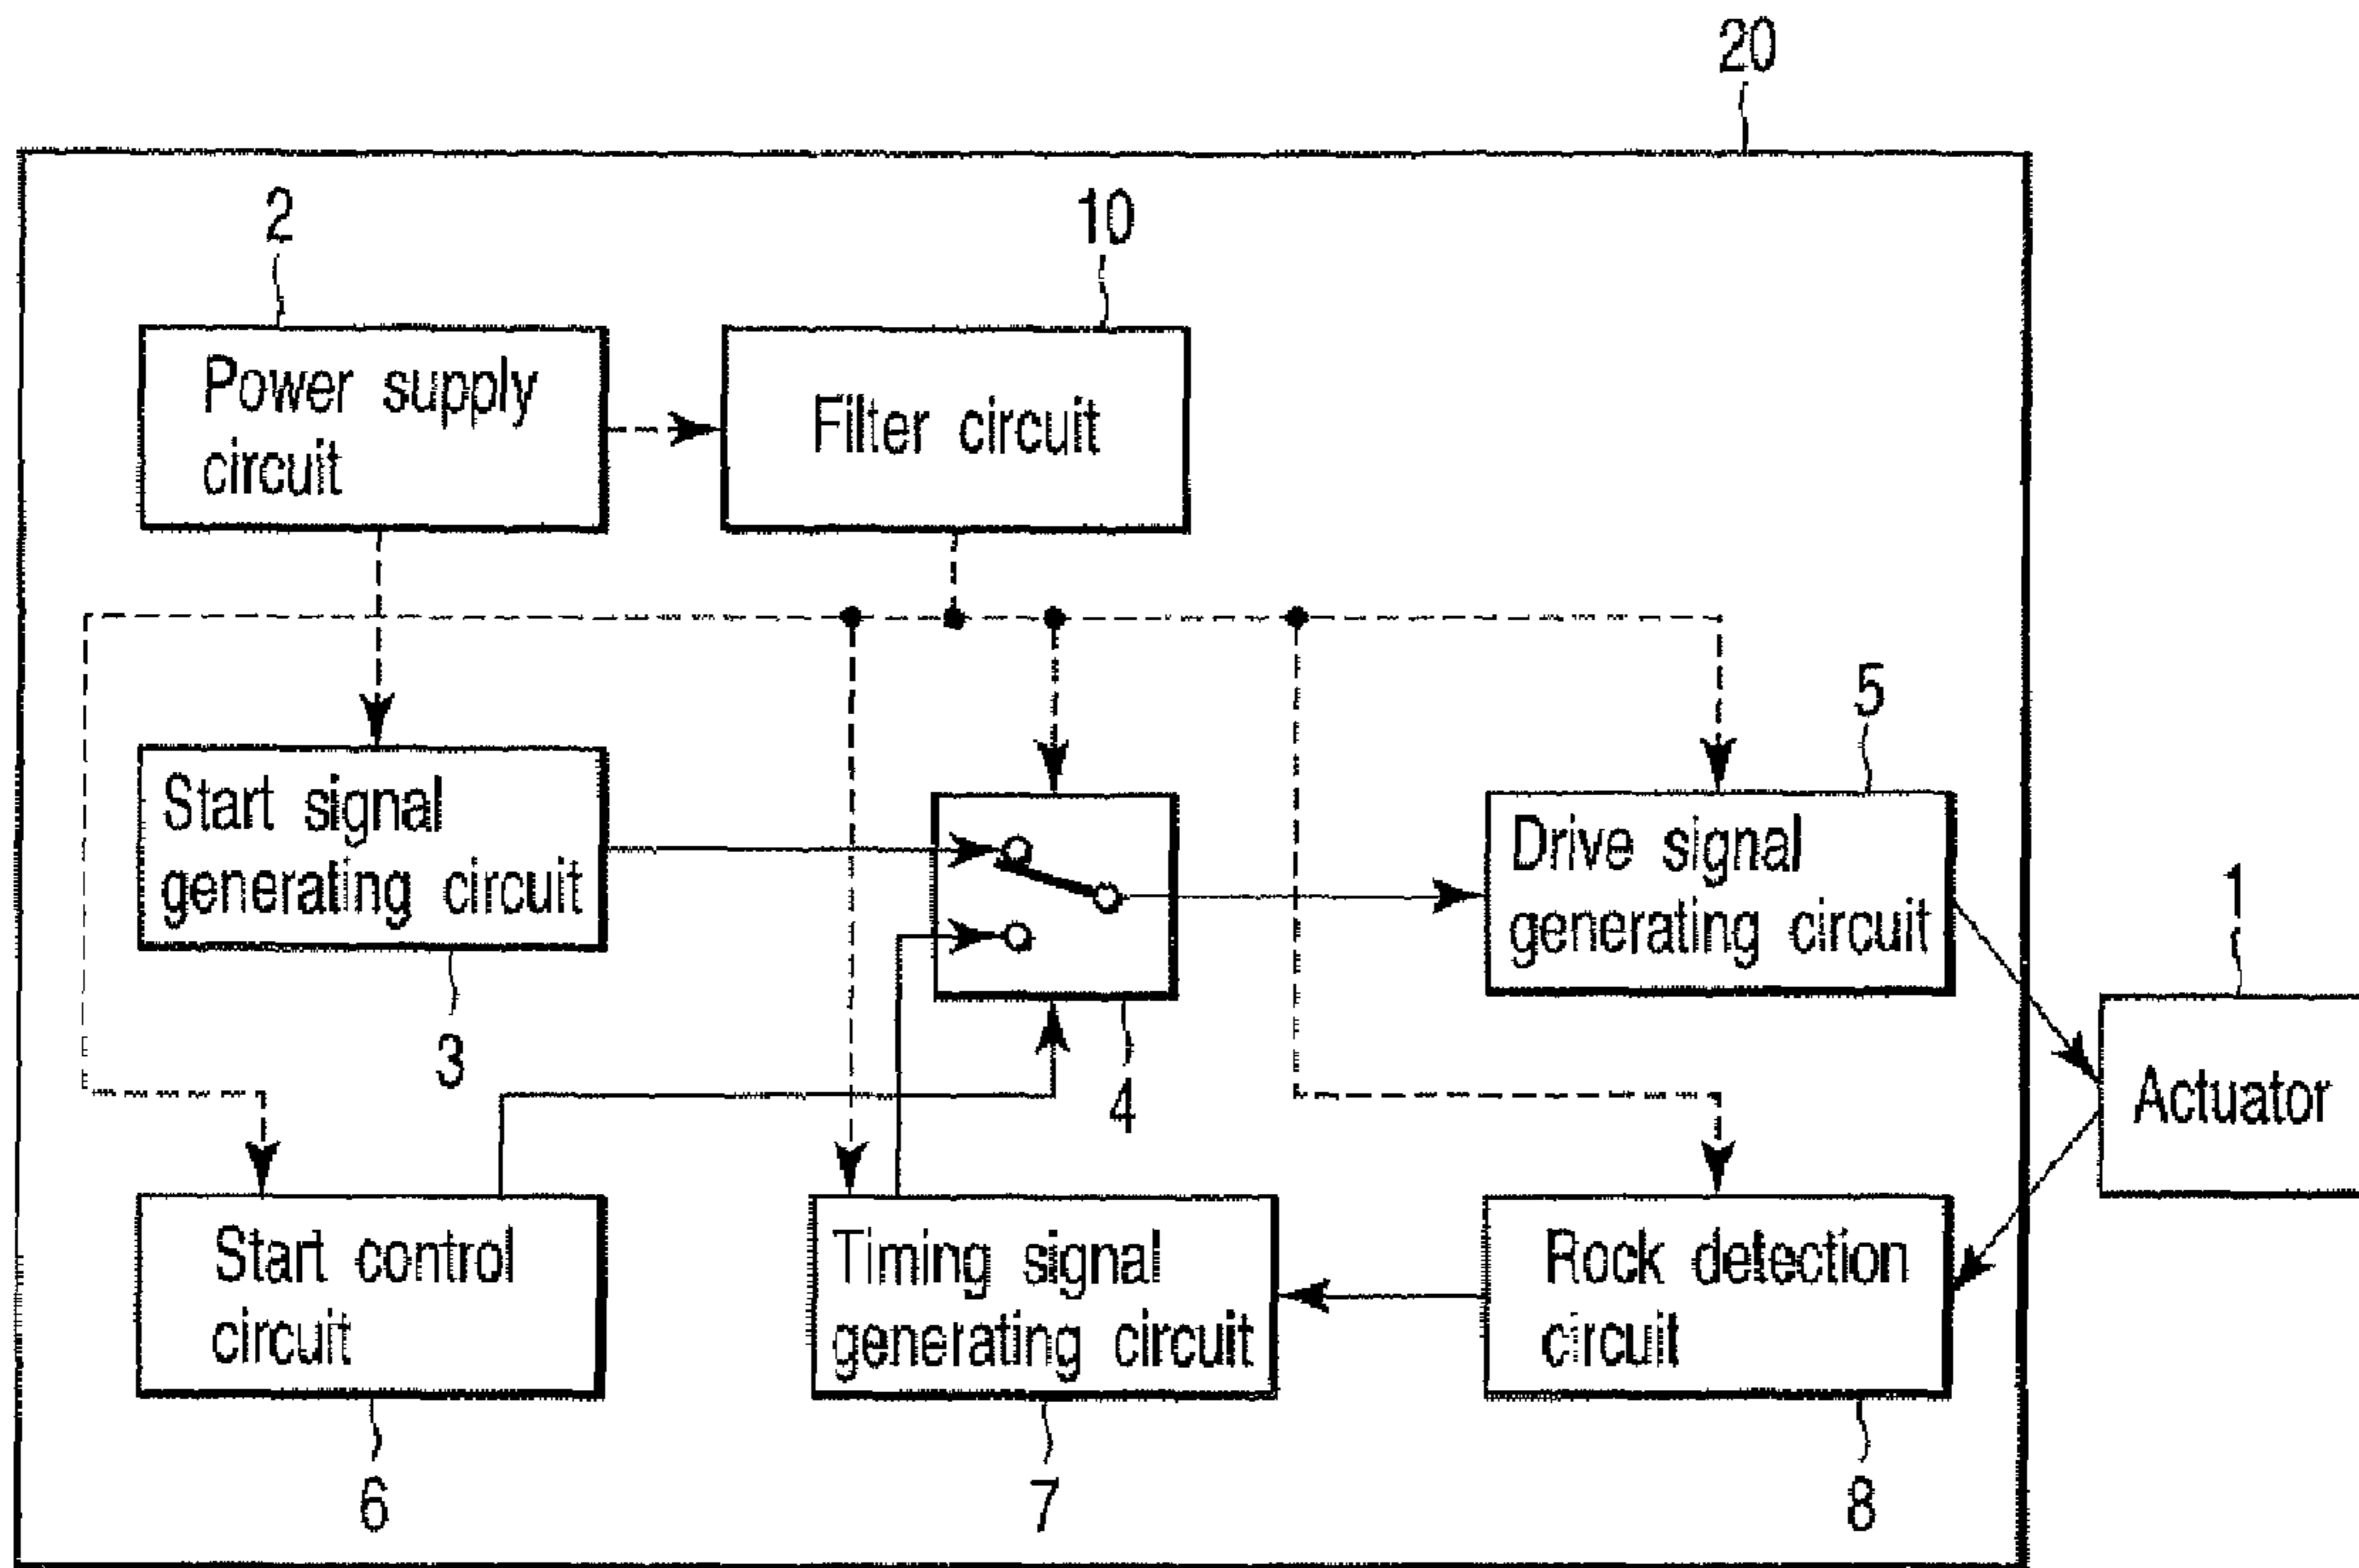 20
2
10
Power supply
circuit
Filter circuit
5
Start signal
generating circuit
Drive signal
generating circuit
1
3
4
Actuator
Start control
circuit
Timing signal
generating circuit
Rock detection
circuit
6
7
8